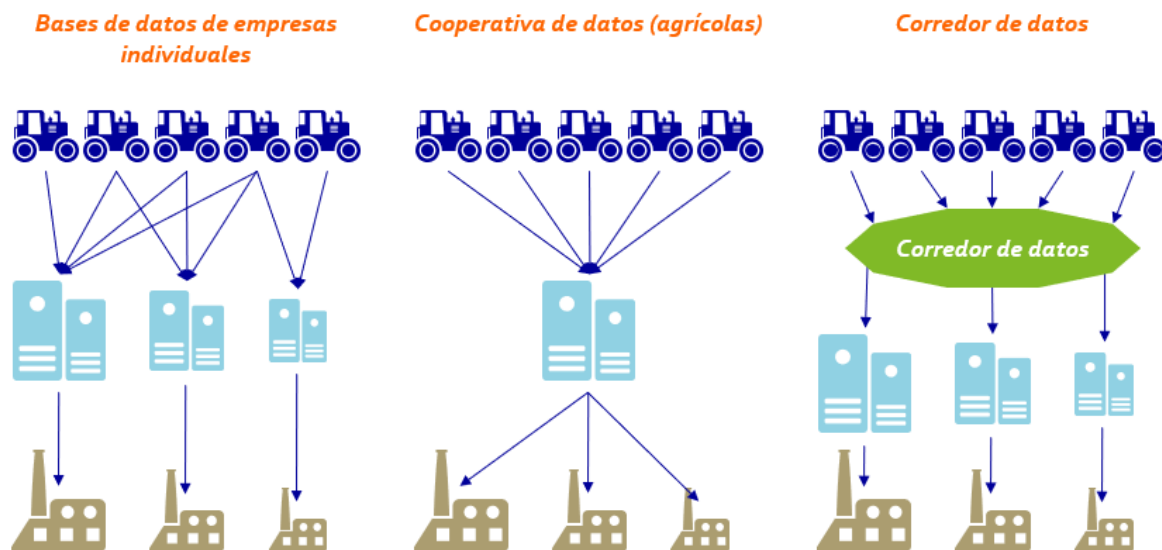 Bases de datos de empresas
individuales
Cooperativa de datos (agrícolas)
Corredor de datos
Corredor de datos